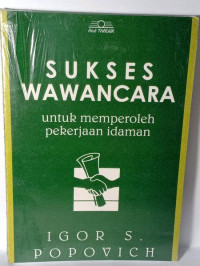 SUKSES
WAWANCARA
untuk memperoleh
pekerjaan idaman
IGOR S.
POPOVICH